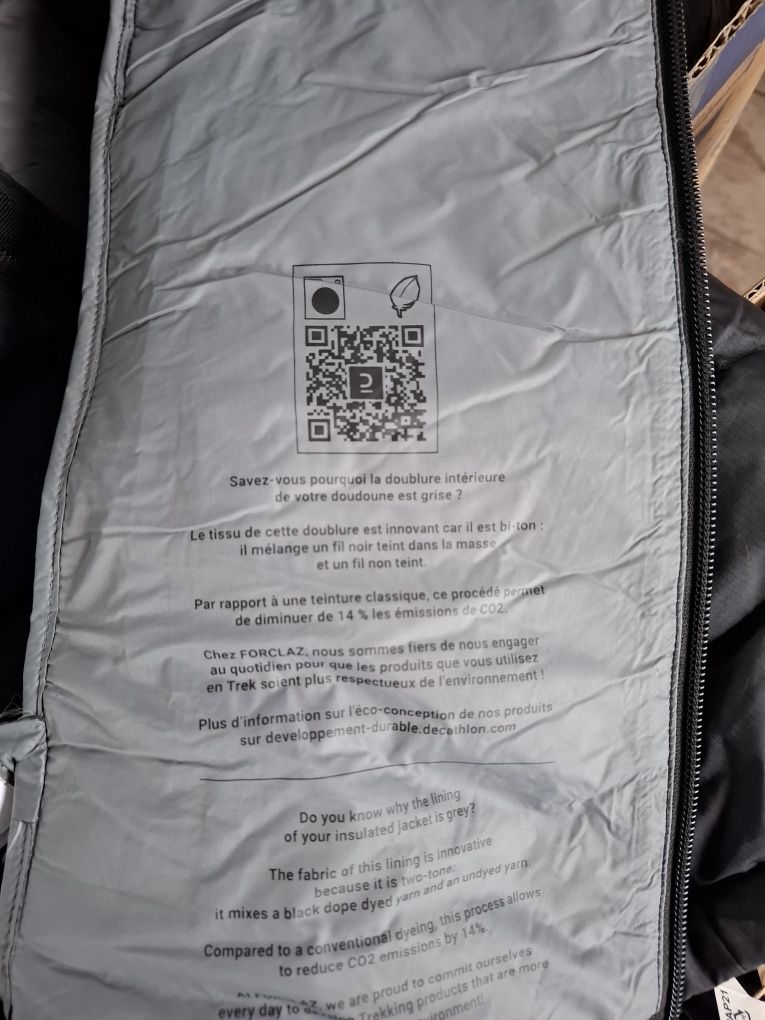 Savez-vous pourquoi la doublure intérieure
de votre doudoune est grise ?
Le tissu de cette doublure est innovant car il est bi-ton :
il mélange un fil noir teint dans la masse
et un fil non teint.
Par rapport à une teinture classique, ce procédé permet
de diminuer de 14 % les émissions de CO2.
Chez FORCLAZ, nous sommes fiers de nous engager
au quotidien pour que les produits que vous utilisez
en Trek soient plus respectueux de l'environnement !
Plus d'information sur l'éco-conception de nos produits
sur developpement-durable.decathlon.com
Do you know why the lining
of your insulated jacket is grey?
The fabric of this lining is innovative
because it is two-tone:
it mixes a black dope dyed yarn and an undyed yarn.
Compared to a conventional dyeing, this process allows
to reduce CO2 emissions by 14%.
we are proud to commit ourselves
every day to Trekking products that are more
AP21